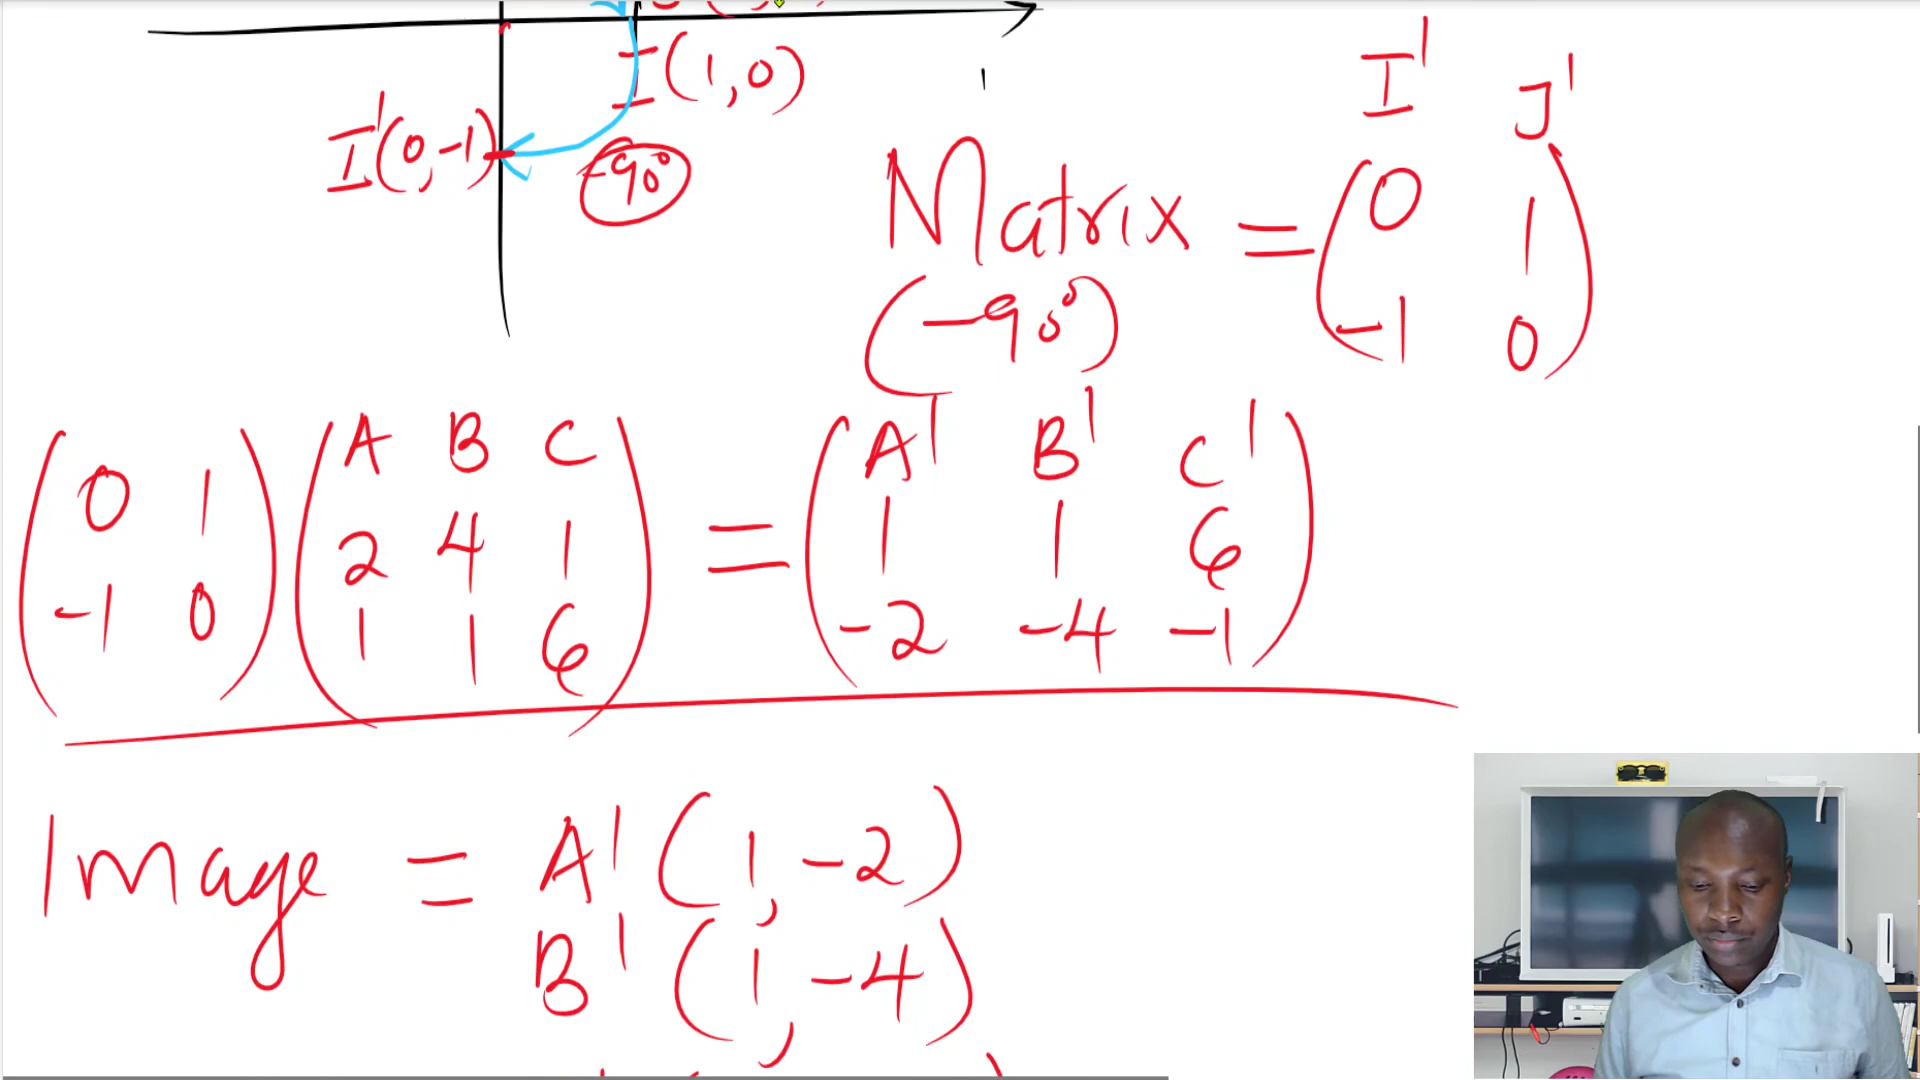 I(1,0)
I'(0,-1)
-90°
I' J'
Matrix = (0 1
(-90°) -1 0)
(A B C) (A' B' C')
(0 1) (2 4 1) = (1 1 6)
(-1 0) (1 1 6) (-2 -4 -1)
Image = A'(1,-2)
B'(1,-4)